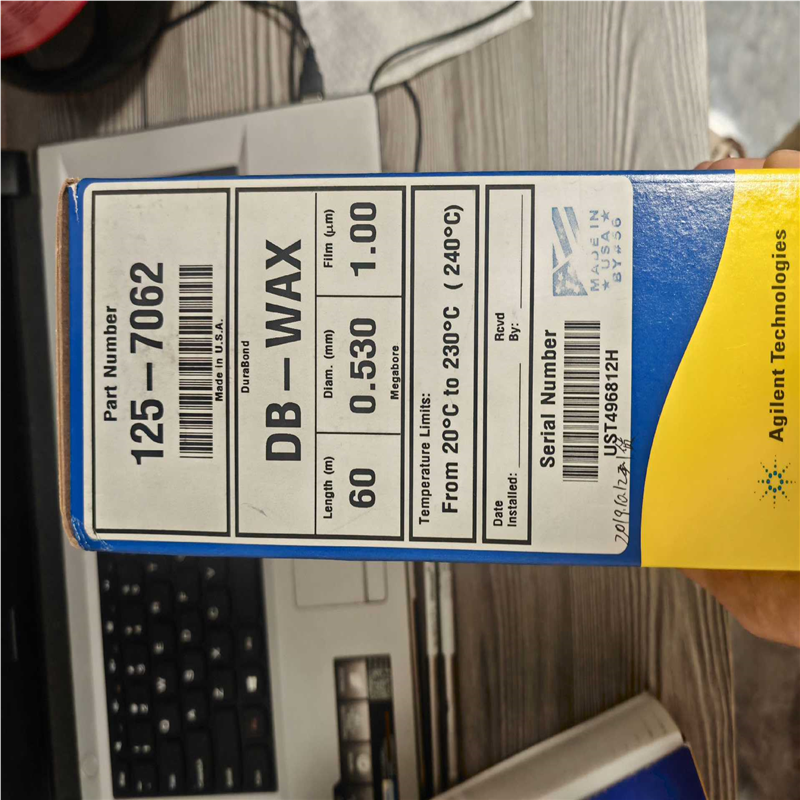 Part Number
125-7062
Made in U.S.A.
DuraBond
DB-WAX
Length (m)
Diam. (mm)
Film (μm)
60
0.530
1.00
Megabore
Temperature Limits:
From 20°C to 230°C ( 240°C)
Date
Installed:
Rcvd
By:
Serial Number
UST496812H
MADE IN
USA
BY#56
Agilent Technologies